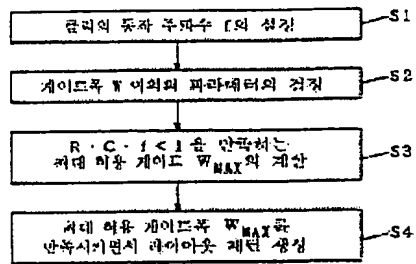 회로의 동작 주파수 f의 설정
S1
게이트폭 W 이외의 파라메터의 결정
S2
R · C · f < 1 을 만족하는
최대 허용 게이트 W_MAX의 계산
S3
최대 허용 게이트폭 W_MAX를
만족시키면서 레이아웃 패턴 생성
S4